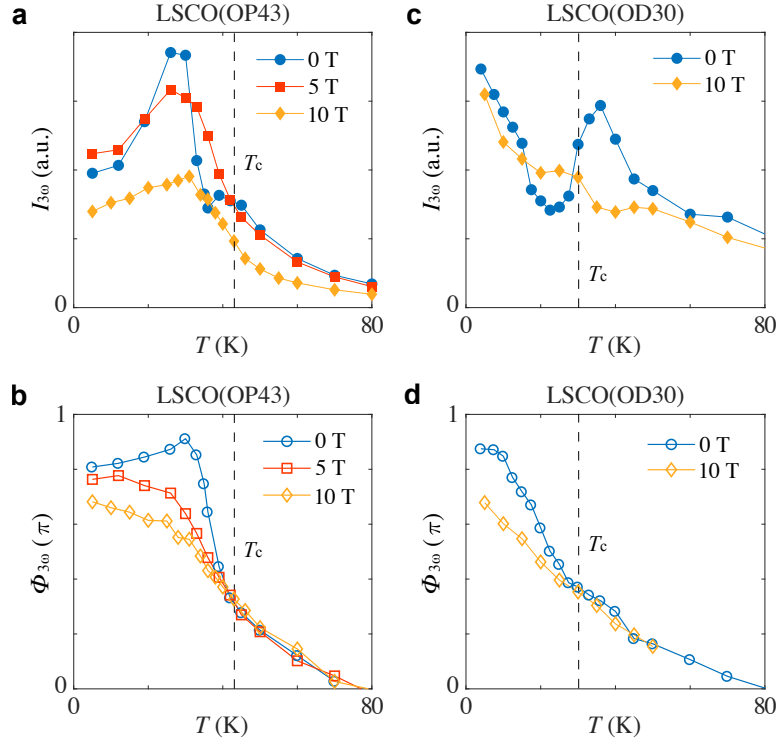 a
LSCO(OP43)
I3ω (a.u.)
0 T
5 T
10 T
Tc
0
0
80
T (K)
c
LSCO(OD30)
I3ω (a.u.)
0 T
10 T
Tc
0
0
80
T (K)
b
LSCO(OP43)
1
Φ3ω (π)
0 T
5 T
10 T
Tc
0
0
80
T (K)
d
LSCO(OD30)
1
Φ3ω (π)
0 T
10 T
Tc
0
0
80
T (K)